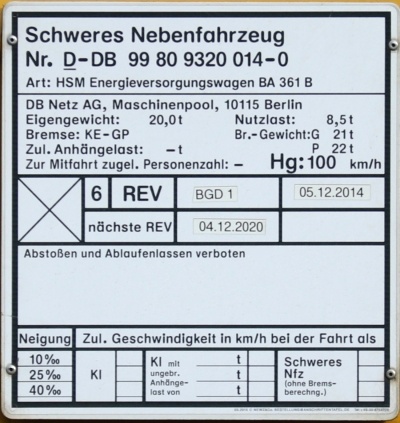 Schweres Nebenfahrzeug
Nr. D-DB 99 80 9320 014-0
Art: HSM Energieversorgungswagen BA 361 B
DB Netz AG, Maschinenpool, 10115 Berlin
Eigengewicht: 20,0 t Nutzlast: 8,5 t
Bremse: KE-GP Br.-Gewicht: G 21 t
Zul. Anhängelast: – t P 22 t
Zur Mitfahrt zugel. Personenzahl: – Hg: 100 km/h
6 REV BGD 1 05.12.2014
nächste REV 04.12.2020
Abstoßen und Ablaufenlassen verboten
Neigung Zul. Geschwindigkeit in km/h bei der Fahrt als
10 ‰
25 ‰
40 ‰
Kl
Kl mit t
ungebr. t
Anhänge-
last von t
Schweres
Nfz
(ohne Brems-
berechng.)